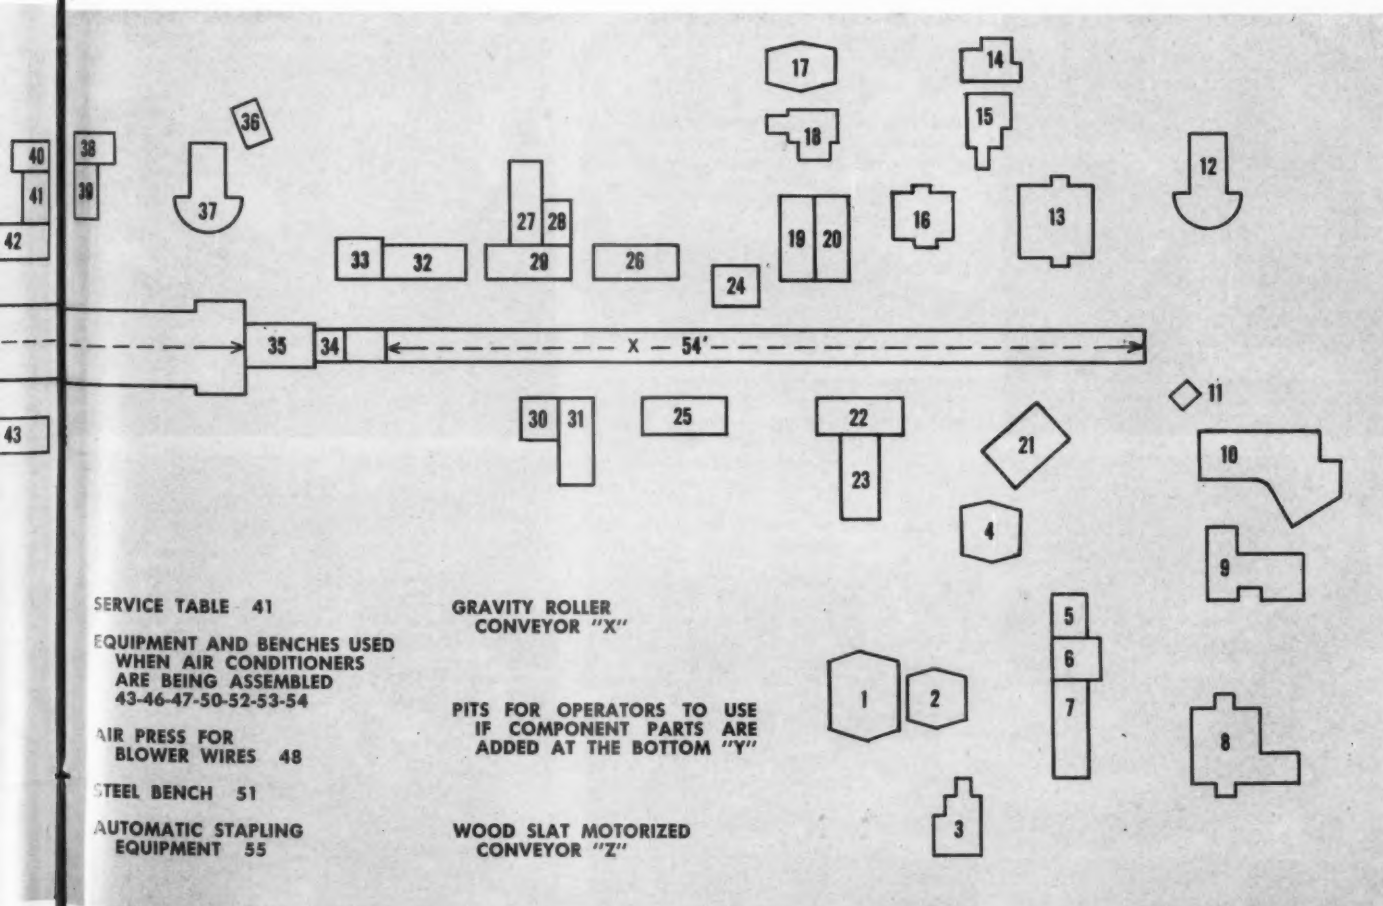 17
14
36
18
15
40
38
12
41
39
37
27
28
16
13
42
19
20
33
32
29
26
24
35
34
X 54'
11
43
30
31
25
22
21
10
23
4
9
5
6
1
2
7
8
3
SERVICE TABLE 41
EQUIPMENT AND BENCHES USED
WHEN AIR CONDITIONERS
ARE BEING ASSEMBLED
43-46-47-50-52-53-54
AIR PRESS FOR
BLOWER WIRES 48
STEEL BENCH 51
AUTOMATIC STAPLING
EQUIPMENT 55
GRAVITY ROLLER
CONVEYOR "X"
PITS FOR OPERATORS TO USE
IF COMPONENT PARTS ARE
ADDED AT THE BOTTOM "Y"
WOOD SLAT MOTORIZED
CONVEYOR "Z"